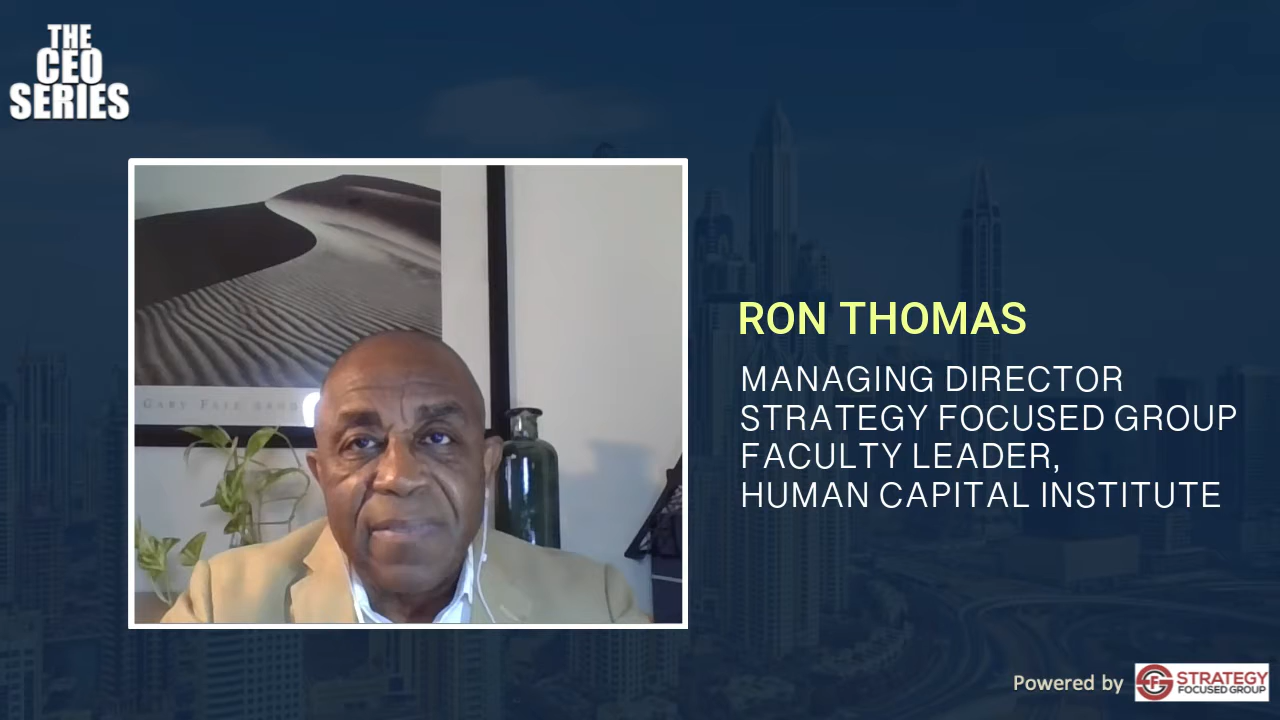 THE
CEO
SERIES
RON THOMAS
MANAGING DIRECTOR
STRATEGY FOCUSED GROUP
FACULTY LEADER,
HUMAN CAPITAL INSTITUTE
Powered by
STRATEGY
FOCUSED GROUP